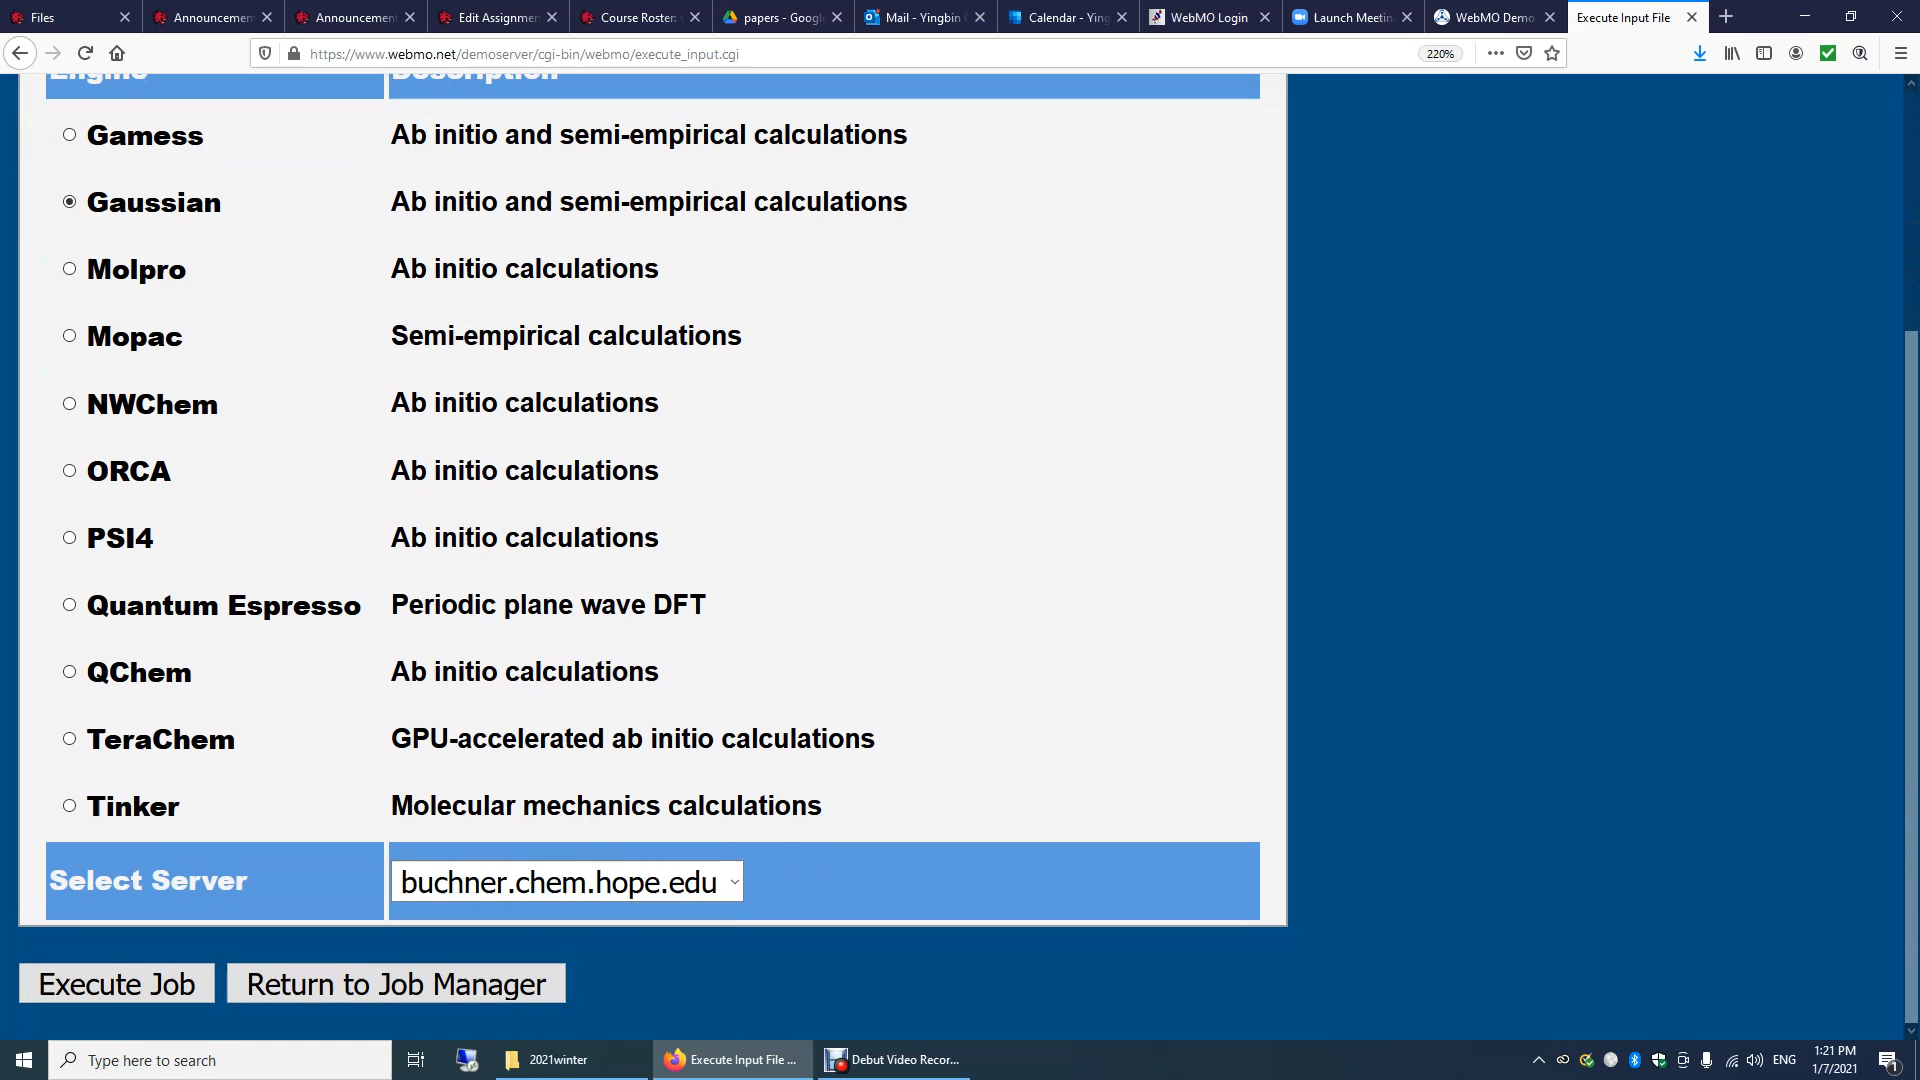 Files
Announcemen
Announcement
Edit Assignmen
Course Roster:
papers - Google
Mail - Yingbin
Calendar - Ying
WebMO Login
Launch Meetin
WebMO Demo
Execute Input File
https://www.webmo.net/demoserver/cgi-bin/webmo/execute_input.cgi
220%
Engine Description
Gamess Ab initio and semi-empirical calculations
Gaussian Ab initio and semi-empirical calculations
Molpro Ab initio calculations
Mopac Semi-empirical calculations
NWChem Ab initio calculations
ORCA Ab initio calculations
PSI4 Ab initio calculations
Quantum Espresso Periodic plane wave DFT
QChem Ab initio calculations
TeraChem GPU-accelerated ab initio calculations
Tinker Molecular mechanics calculations
Select Server buchner.chem.hope.edu
Execute Job Return to Job Manager
Type here to search
2021winter
Execute Input File ...
Debut Video Recor...
ENG
1:21 PM
1/7/2021
1